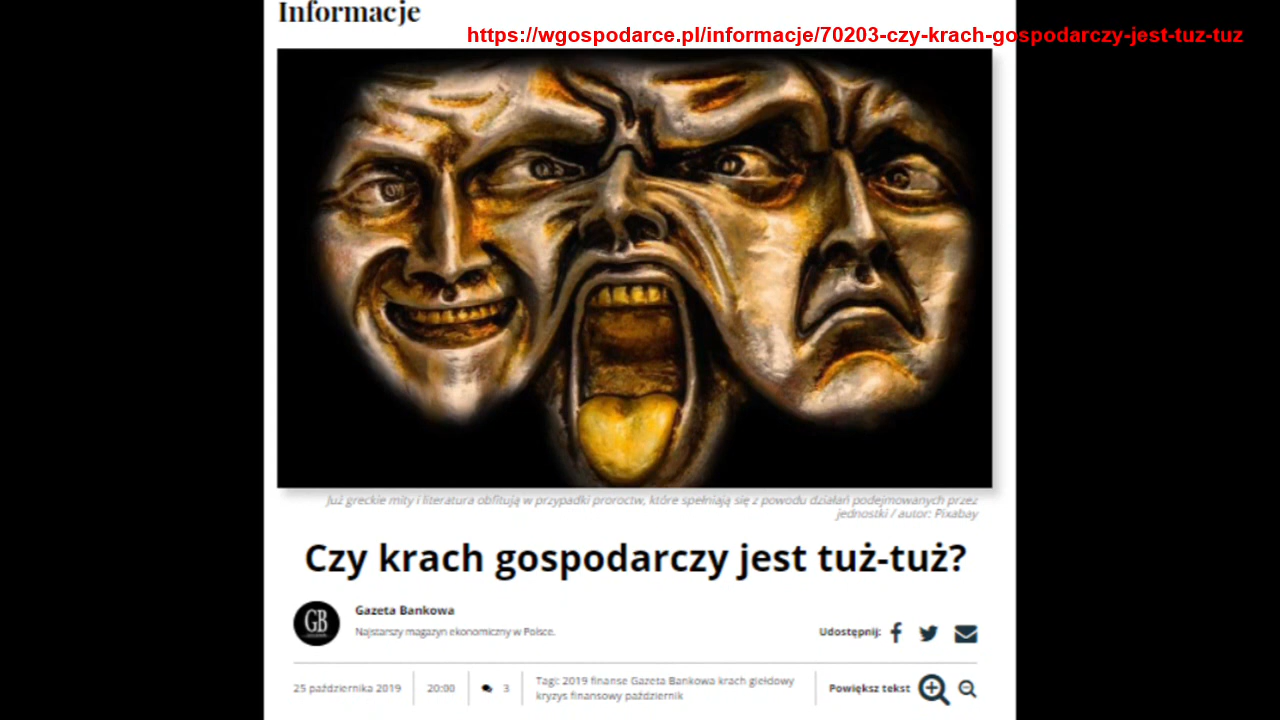 Informacje
https://wgospodarce.pl/informacje/70203-czy-krach-gospodarczy-jest-tuz-tuz
Już greckie mity i literatura obfitują w przypadki proroctw, które spełniają się z powodu działań podejmowanych przez
jednostki / autor: Pixabay
Czy krach gospodarczy jest tuż-tuż?
GB
Gazeta Bankowa
Najstarszy magazyn ekonomiczny w Polsce.
Udostępnij:
25 października 2019
20:00
3
Tagi: 2019 finanse Gazeta Bankowa krach giełdowy
kryzys finansowy październik
Powiększ tekst